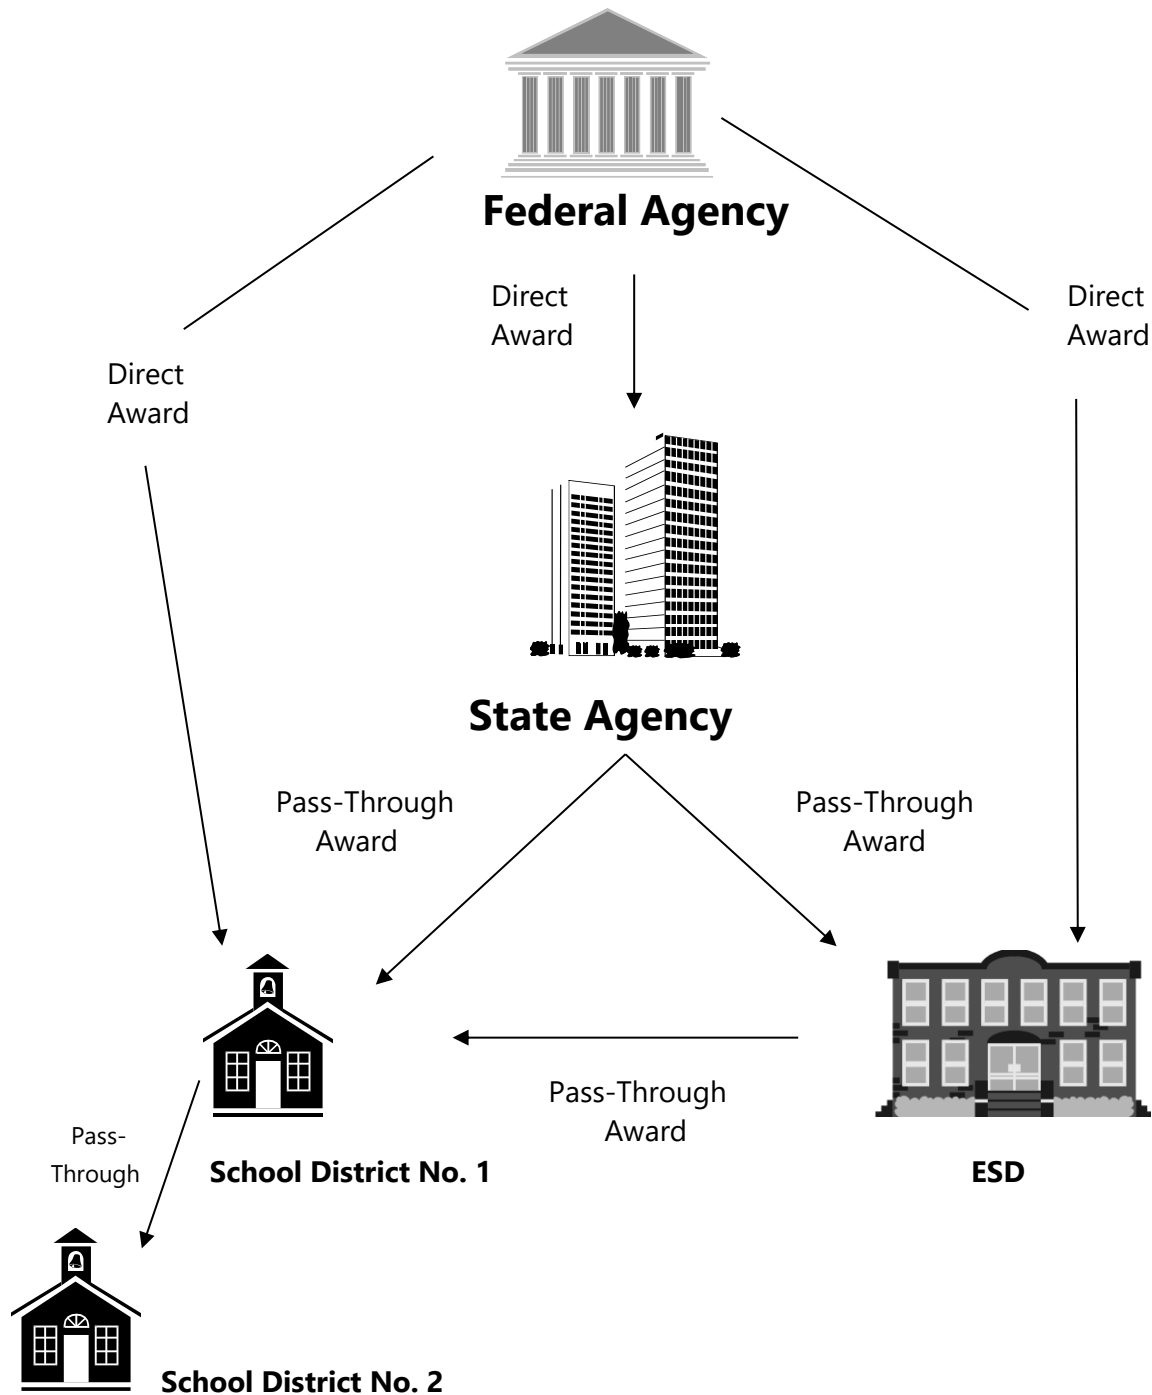 Federal Agency
Direct
Award
Direct
Award
Direct
Award
State Agency
Pass-Through
Award
Pass-Through
Award
Pass-Through
Award
Pass-
Through
School District No. 1
ESD
School District No. 2